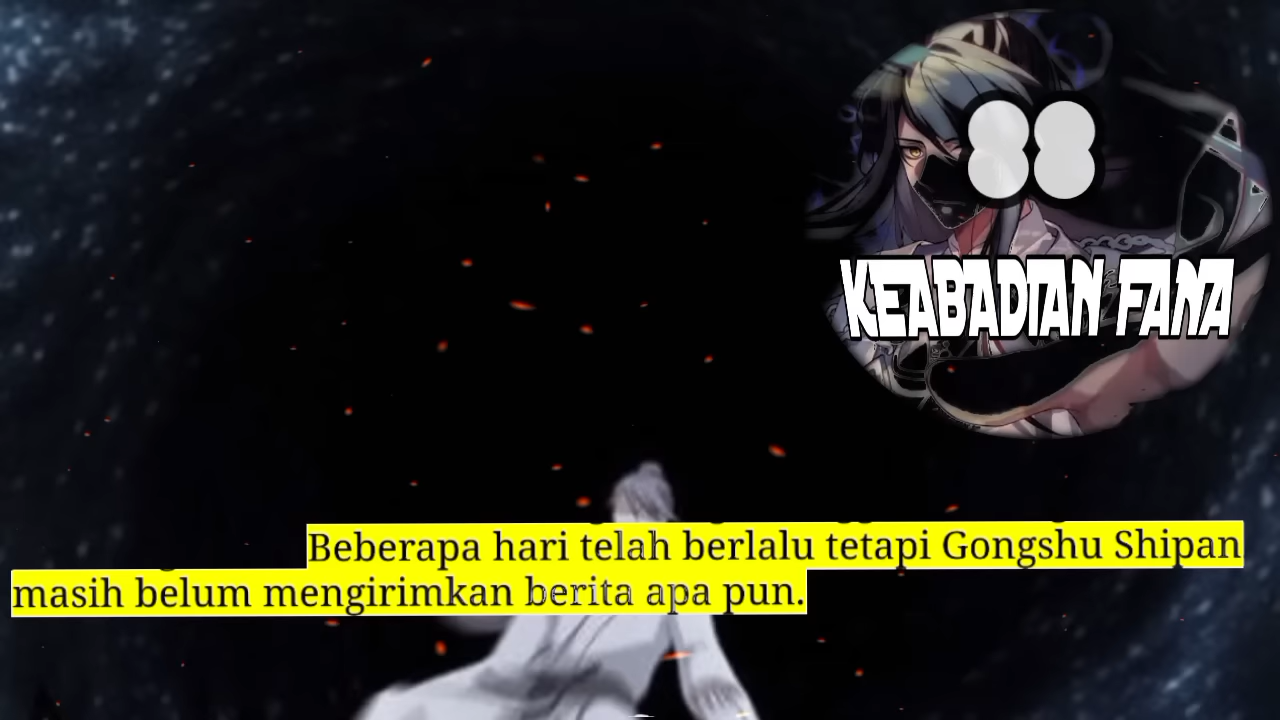 88
KEABADIAN FANA
Beberapa hari telah berlalu tetapi Gongshu Shipan
masih belum mengirimkan berita apa pun.